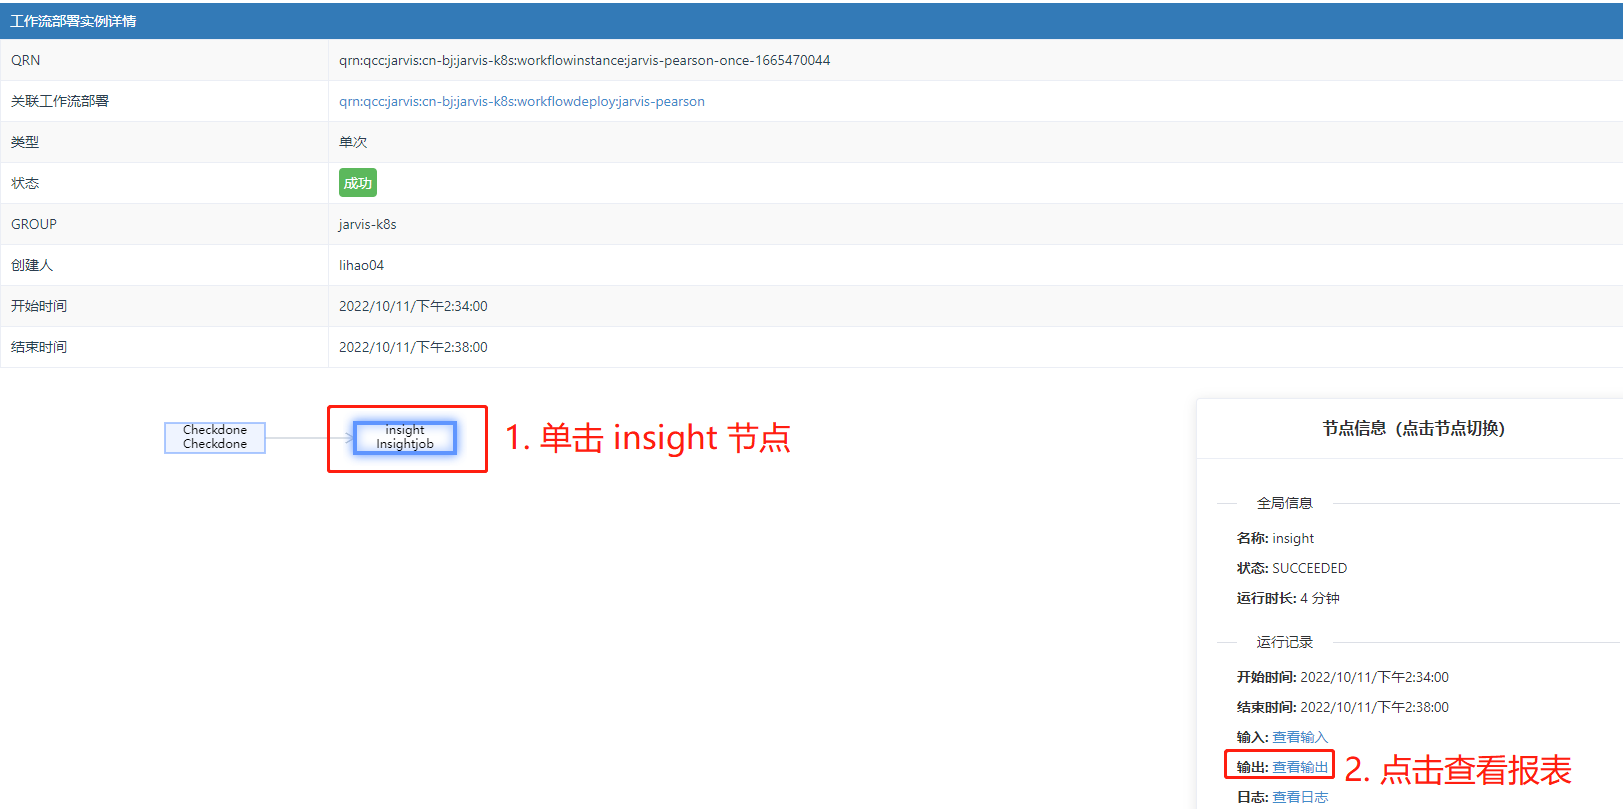 工作流部署实例详情
QRN qrn:qcc:jarvis:cn-bj:jarvis-k8s:workflowinstance:jarvis-pearson-once-1665470044
关联工作流部署 qrn:qcc:jarvis:cn-bj:jarvis-k8s:workflowdeploy:jarvis-pearson
类型 单次
状态 成功
GROUP jarvis-k8s
创建人 lihao04
开始时间 2022/10/11/下午2:34:00
结束时间 2022/10/11/下午2:38:00
Checkdone
Checkdone
insight
Insightjob
1. 单击 insight 节点
节点信息（点击节点切换）
全局信息
名称: insight
状态: SUCCEEDED
运行时长: 4 分钟
运行记录
开始时间: 2022/10/11/下午2:34:00
结束时间: 2022/10/11/下午2:38:00
输入: 查看输入
输出: 查看输出
2. 点击查看报表
日志: 查看日志